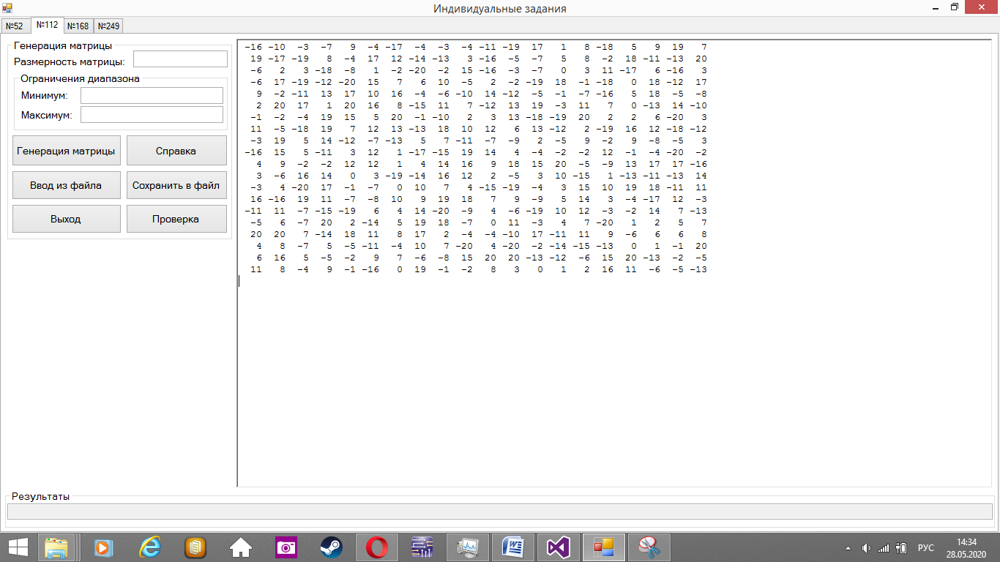 Индивидуальные задания
№52 №112 №168 №249
Генерация матрицы
Размерность матрицы:
Ограничения диапазона
Минимум:
Максимум:
Генерация матрицы Справка
Ввод из файла Сохранить в файл
Выход Проверка
-16 -10 -3 -7 9 -4 -17 -4 -3 -4 -11 -19 17 1 8 -18 5 9 19 7
19 -17 -19 8 -4 17 12 -14 -13 3 -16 -5 -7 5 8 -2 18 -11 -13 20
-6 2 3 -18 -8 1 -2 -20 -2 15 -16 -3 -7 0 3 11 -17 6 -16 3
-6 17 -19 -12 -20 15 7 6 10 -5 2 -2 -19 18 -1 -18 0 18 -12 17
9 -2 -11 13 17 10 16 -4 -6 -10 14 -12 -5 -1 -7 -16 5 18 -5 -8
2 20 17 1 20 16 8 -15 11 7 -12 13 19 -3 11 7 0 -13 14 -10
-1 -2 -4 19 15 5 20 -1 -10 2 3 13 -18 -19 20 2 2 6 -20 3
11 -5 -18 19 7 12 13 -13 18 10 12 6 13 -12 2 -19 16 12 -18 -12
-3 19 5 14 -12 -7 -13 5 7 -11 -7 -9 2 -5 9 -2 9 -8 -5 3
-16 15 5 -11 3 12 1 -17 -15 19 14 4 -4 -2 -2 12 -1 -4 -20 -2
4 9 -2 -2 12 12 1 4 14 16 9 18 15 20 -5 -9 13 17 17 -16
3 -6 16 14 0 3 -19 -14 16 12 2 -5 3 10 -15 1 -13 -11 -13 14
-3 4 -20 17 -1 -7 0 10 7 4 -15 -19 -4 3 15 10 19 18 -11 11
16 -16 19 11 -7 -8 10 9 19 18 7 9 -9 5 14 3 -4 -17 12 -3
-11 11 -7 -15 -19 6 4 14 -20 -9 4 -6 -19 10 12 -3 -2 14 7 -13
-5 6 -7 20 2 -14 5 19 18 -7 0 11 -3 4 7 -20 1 2 5 7
20 20 7 -14 18 11 8 17 2 -4 -4 -10 17 -11 11 9 -6 6 6 8
4 8 -7 5 -5 -11 -4 10 7 -20 4 -20 -2 -14 -15 -13 0 1 -1 20
6 16 5 -5 -2 9 7 -6 -8 15 20 20 -13 -12 -6 15 20 -13 -2 -5
11 8 -4 9 -1 -16 0 19 -1 -2 8 3 0 1 2 16 11 -6 -5 -13
Результаты
РУС
14:34
28.05.2020